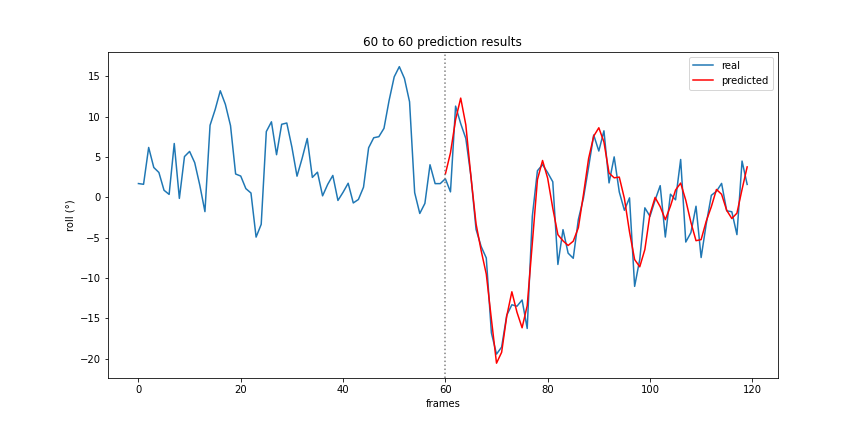 60 to 60 prediction results
real
predicted
roll (°)
15
10
5
0
−5
−10
−15
−20
0 20 40 60 80 100 120
frames